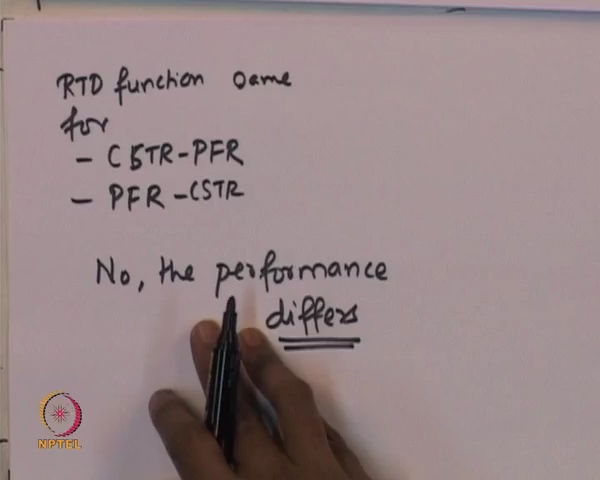 RTD function same
for
- CSTR-PFR
- PFR-CSTR
No, the performance
differs
NPTEL